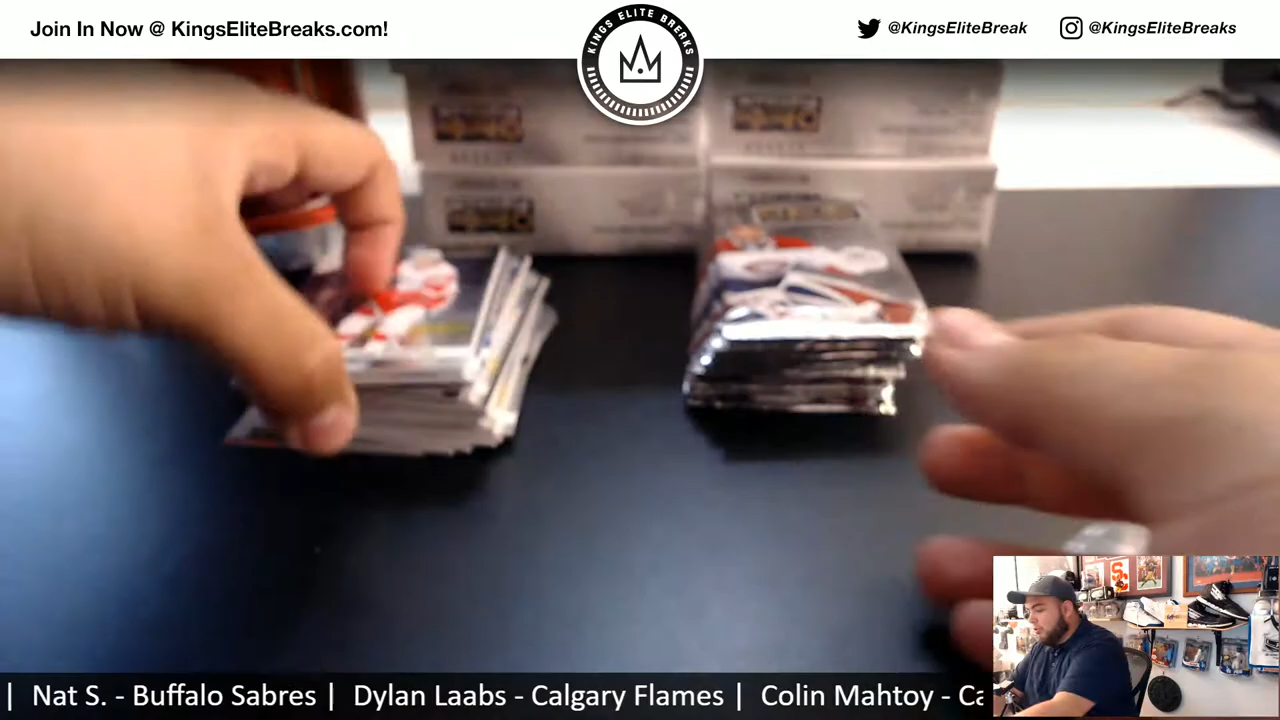 Join In Now @ KingsEliteBreaks.com!
KINGS ELITE BREAKS
@KingsEliteBreak
@KingsEliteBreaks
SC
| Nat S. - Buffalo Sabres | Dylan Laabs - Calgary Flames | Colin Mahtoy - Ca